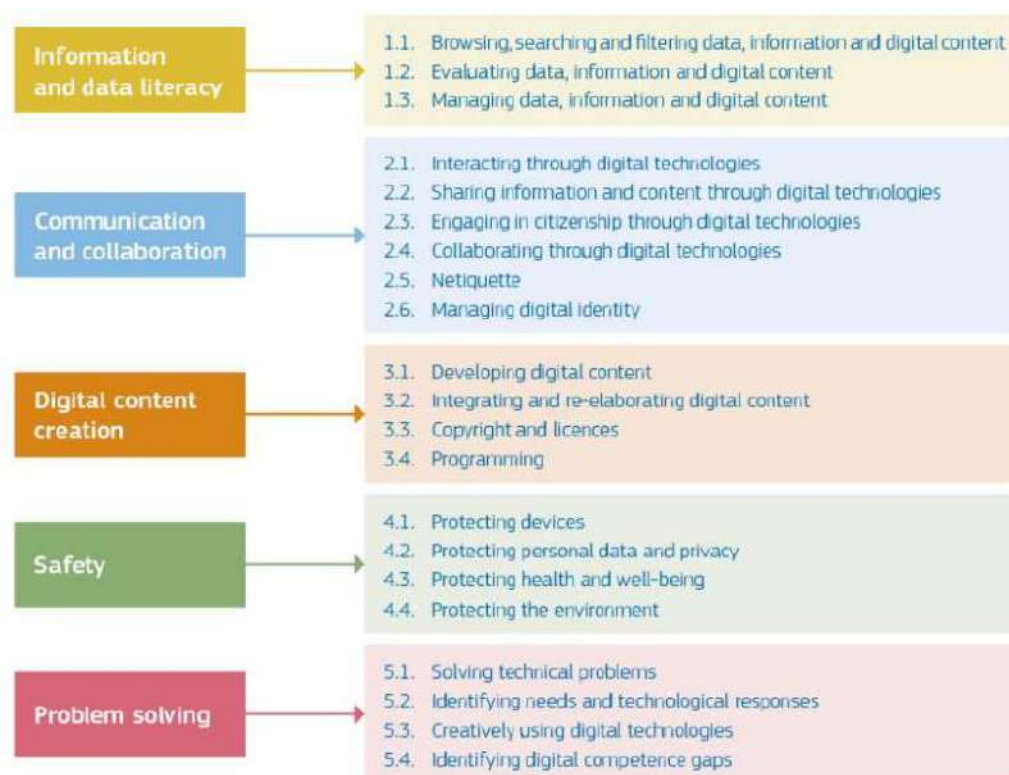 Information
and data literacy
1.1. Browsing, searching and filtering data, information and digital content
1.2. Evaluating data, information and digital content
1.3. Managing data, information and digital content
Communication
and collaboration
2.1. Interacting through digital technologies
2.2. Sharing information and content through digital technologies
2.3. Engaging in citizenship through digital technologies
2.4. Collaborating through digital technologies
2.5. Netiquette
2.6. Managing digital identity
Digital content
creation
3.1. Developing digital content
3.2. Integrating and re-elaborating digital content
3.3. Copyright and licences
3.4. Programming
Safety
4.1. Protecting devices
4.2. Protecting personal data and privacy
4.3. Protecting health and well-being
4.4. Protecting the environment
Problem solving
5.1. Solving technical problems
5.2. Identifying needs and technological responses
5.3. Creatively using digital technologies
5.4. Identifying digital competence gaps